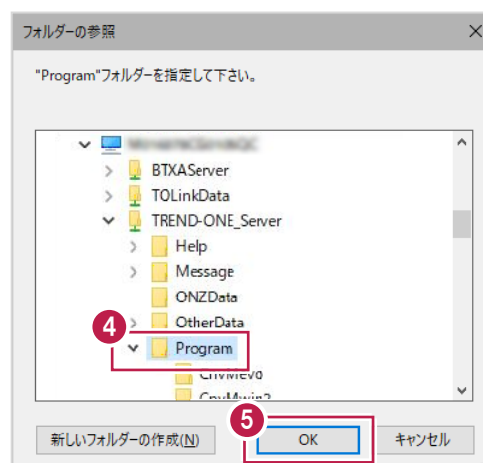 フォルダーの参照
"Program"フォルダーを指定して下さい。
BTXAServer
TOLinkData
TREND-ONE_Server
Help
Message
ONZData
4
OtherData
Program
5
新しいフォルダーの作成(N)
OK
キャンセル